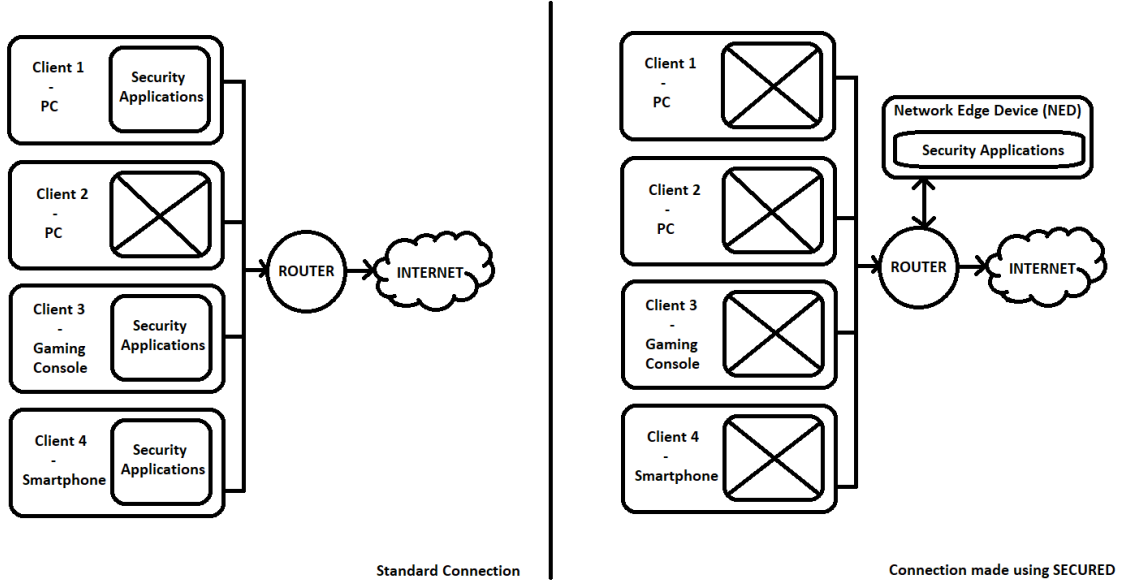 Client 1
-
PC
Security
Applications
Client 2
-
PC
Client 3
-
Gaming
Console
Security
Applications
Client 4
-
Smartphone
Security
Applications
ROUTER
INTERNET
Standard Connection
Client 1
-
PC
Client 2
-
PC
Client 3
-
Gaming
Console
Client 4
-
Smartphone
Network Edge Device (NED)
Security Applications
ROUTER
INTERNET
Connection made using SECURED